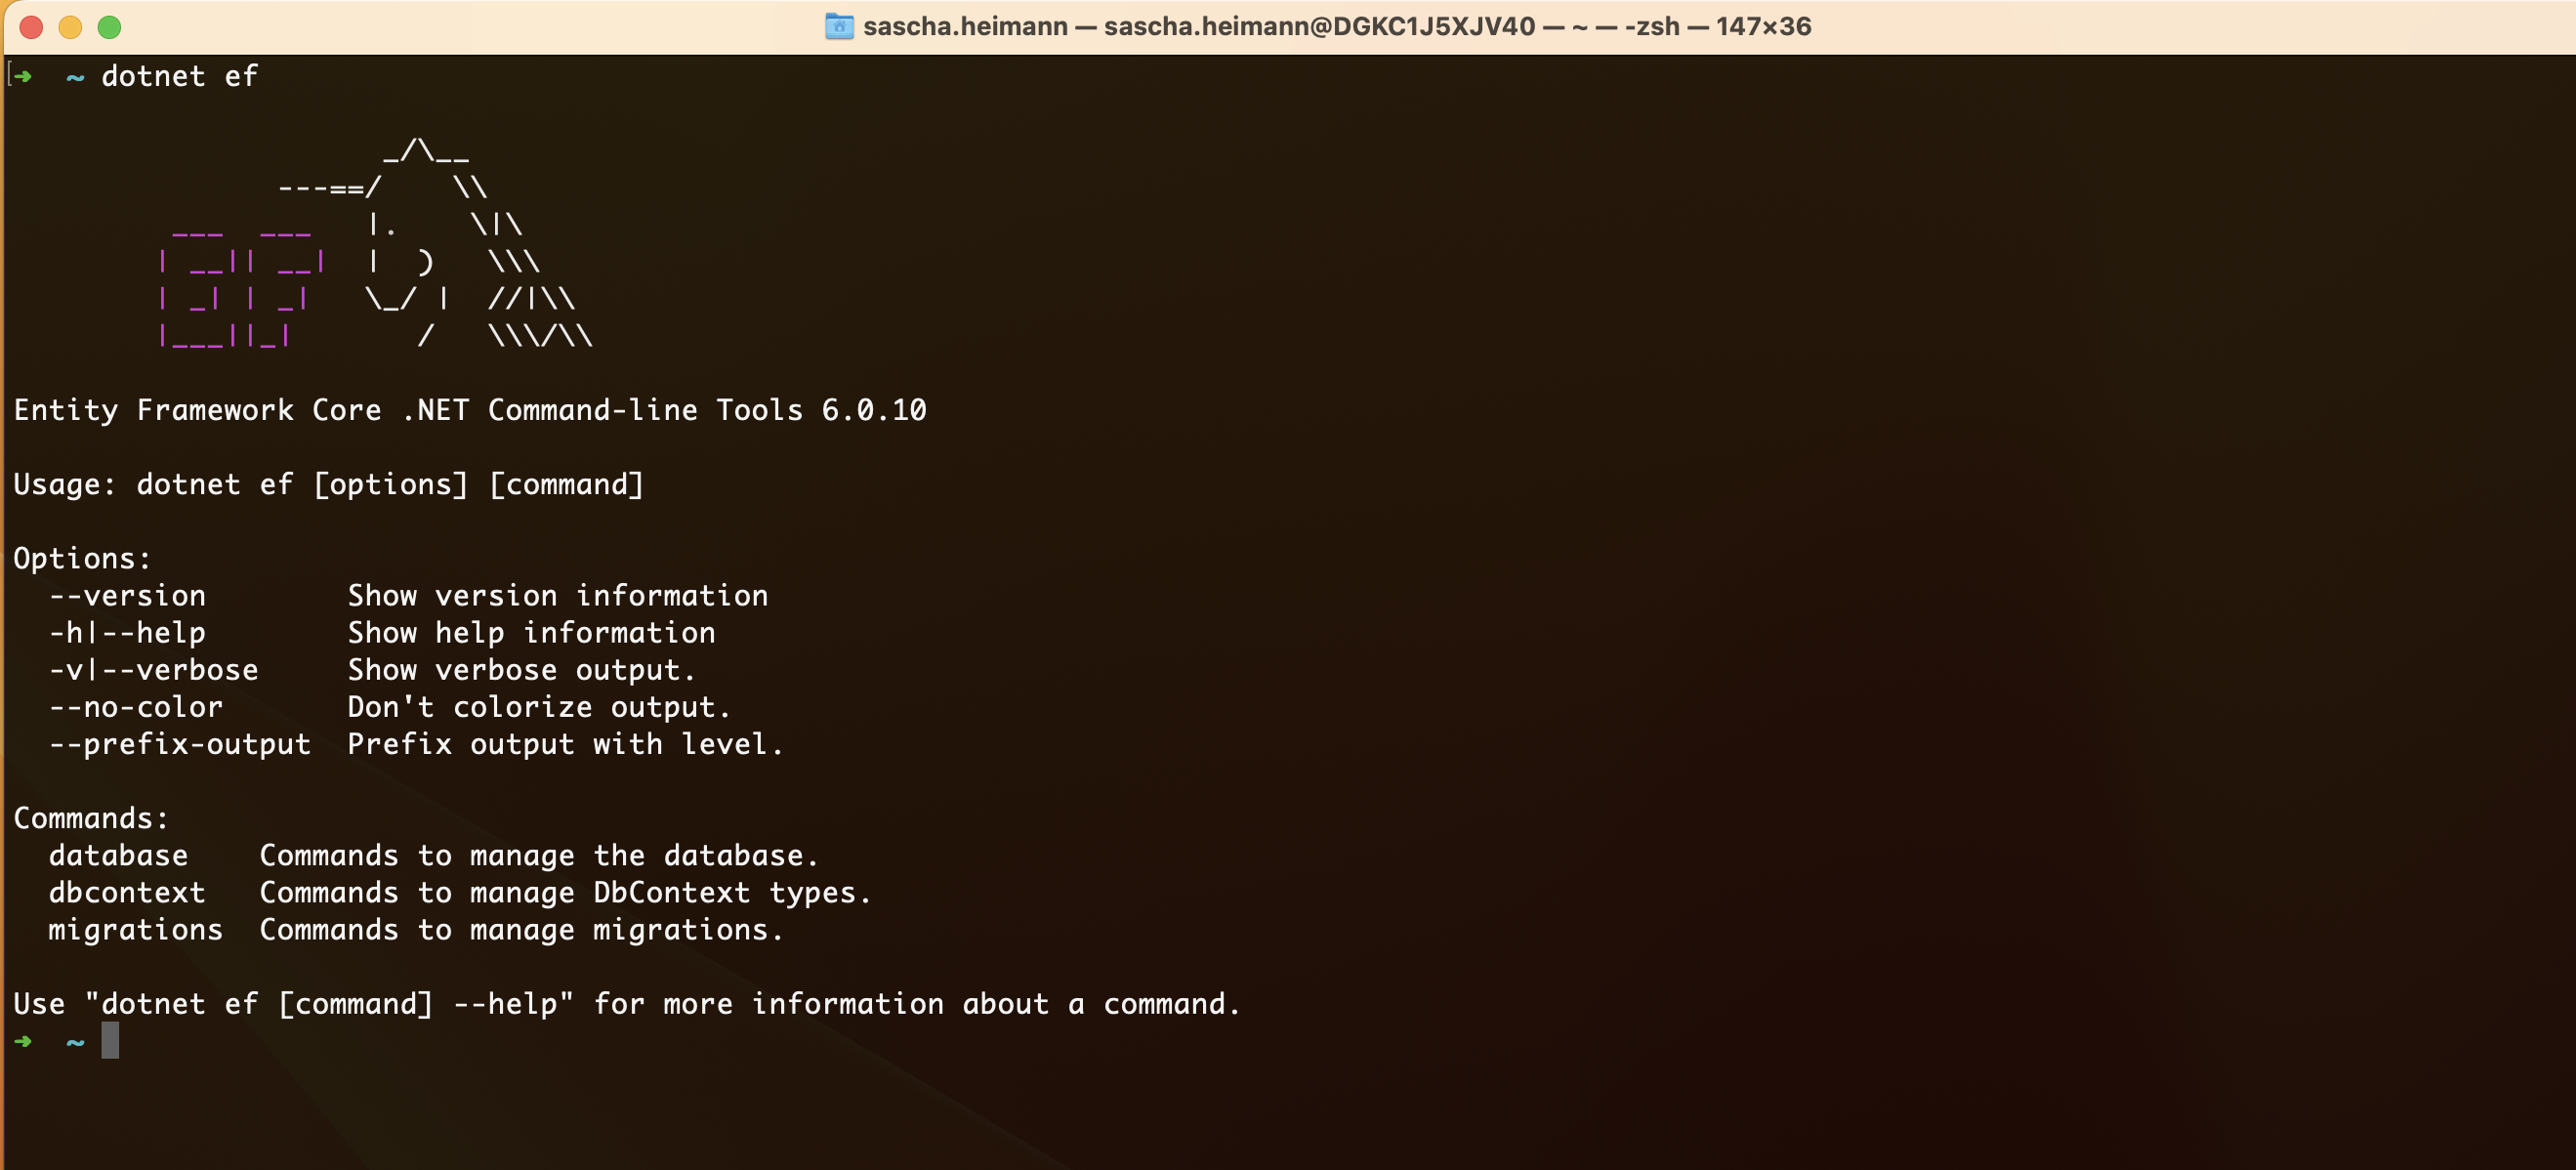 sascha.heimann — sascha.heimann@DGKC1J5XJV40 — ~ — -zsh — 147×36
[➜  ~ dotnet ef

                     _/\__
               ---==/    \\
         ___  ___   |.    \|\
        | __|| __|  |  )   \\\
        | _| | _|   \_/ |  //|\\
        |___||_|       /   \\\/\\

Entity Framework Core .NET Command-line Tools 6.0.10

Usage: dotnet ef [options] [command]

Options:
  --version        Show version information
  -h|--help        Show help information
  -v|--verbose     Show verbose output.
  --no-color       Don't colorize output.
  --prefix-output  Prefix output with level.

Commands:
  database    Commands to manage the database.
  dbcontext   Commands to manage DbContext types.
  migrations  Commands to manage migrations.

Use "dotnet ef [command] --help" for more information about a command.
➜  ~